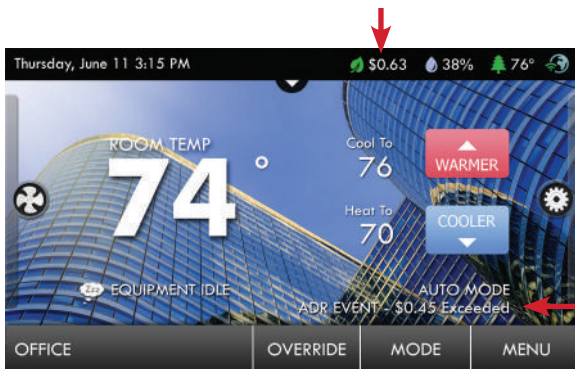 Thursday, June 11 3:15 PM $0.63 38% 76°
ROOM TEMP
74°
Cool To
76
WARMER
Heat To
70
COOLER
Zzz EQUIPMENT IDLE
AUTO MODE
ADR EVENT - $0.45 Exceeded
OFFICE OVERRIDE MODE MENU